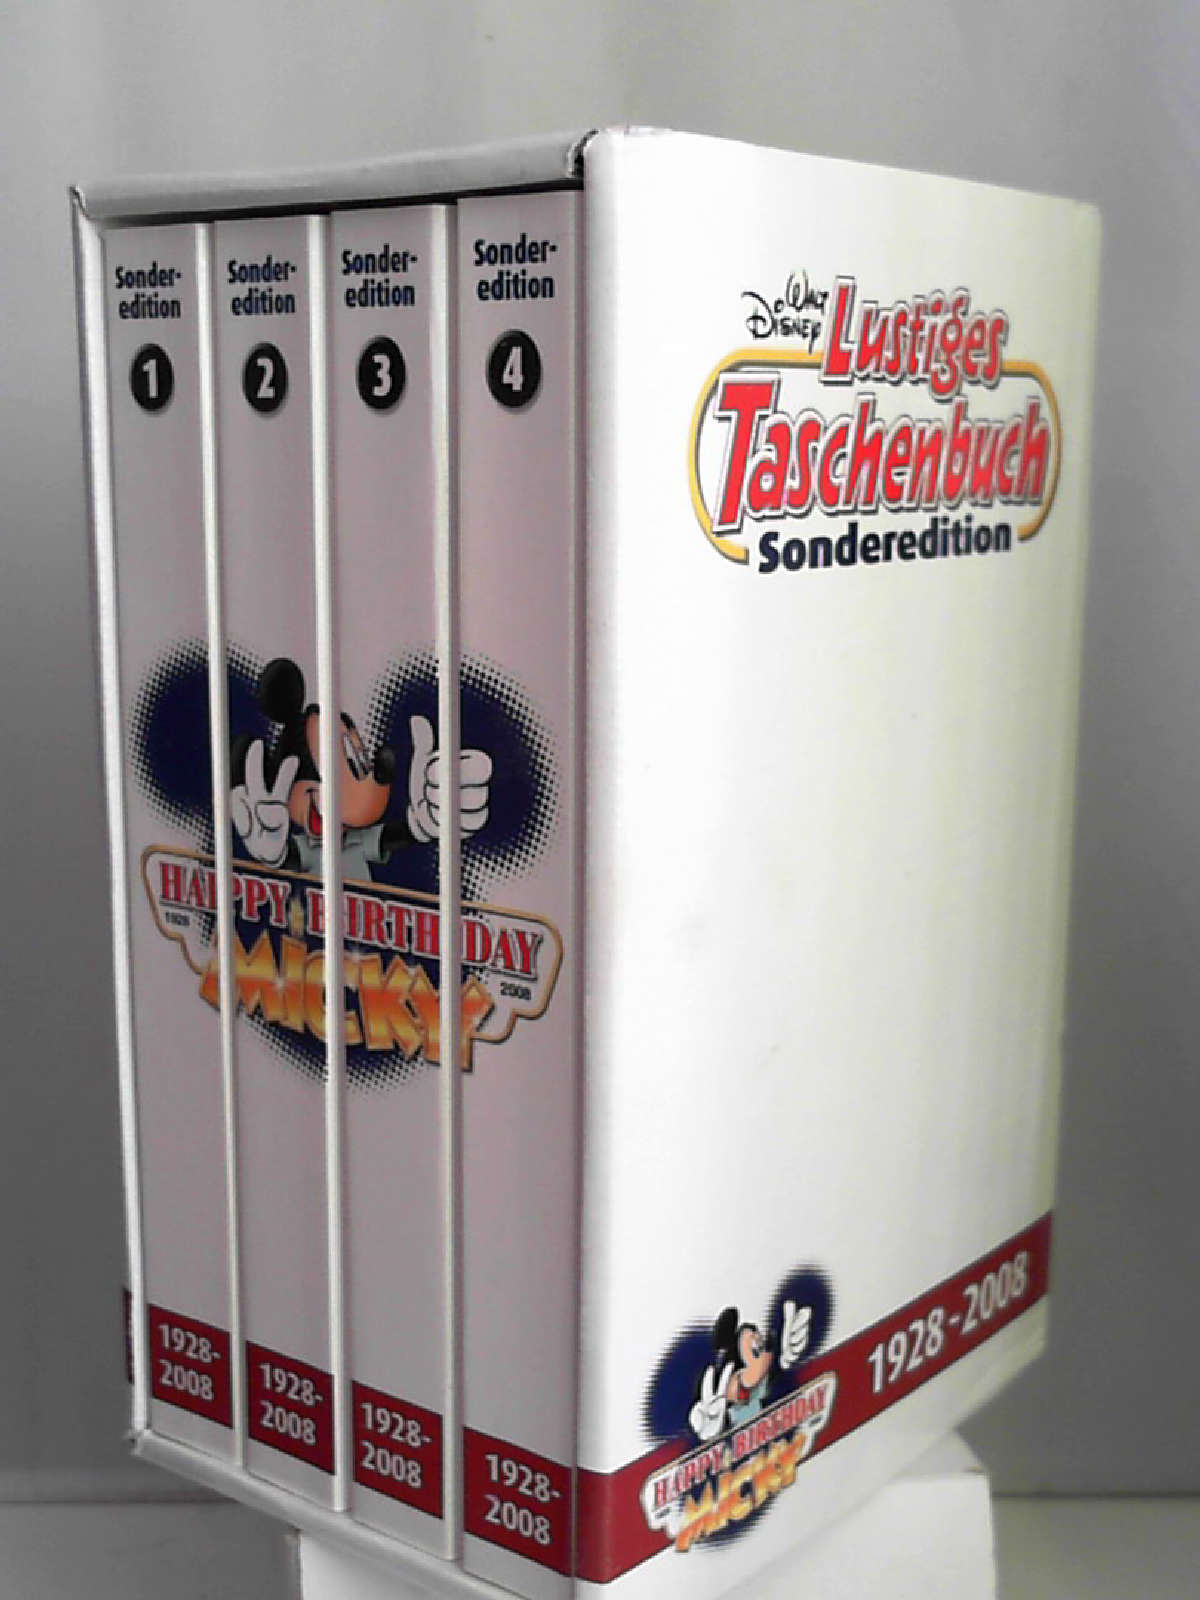 Sonder-
edition
1
Sonder-
edition
2
Sonder-
edition
3
Sonder-
edition
4
HAPPY BIRTHDAY
1928
MICKY
2008
1928-
2008
1928-
2008
1928-
2008
1928-
2008
WALT
DISNEY
Lustiges
Taschenbuch
Sonderedition
1928-2008
HAPPY BIRTHDAY
MICKY